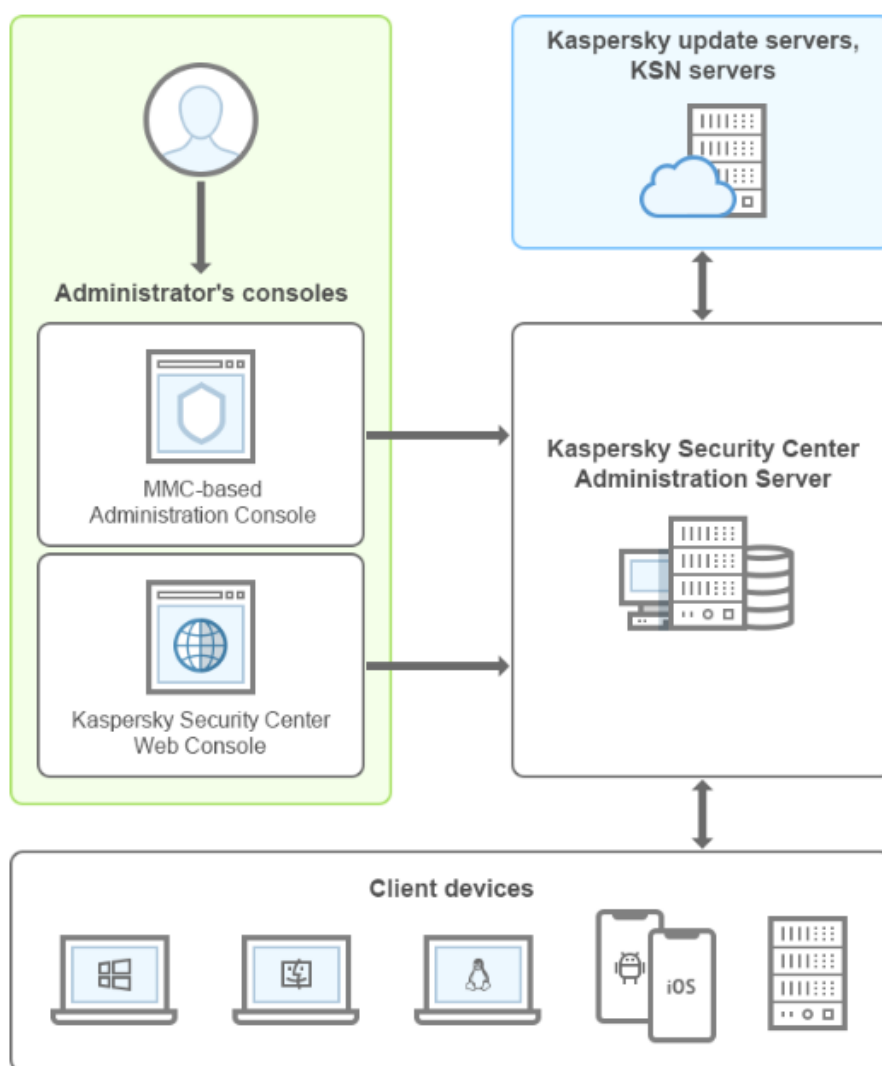 Kaspersky update servers,
KSN servers
Administrator's consoles
MMC-based
Administration Console
Kaspersky Security Center
Administration Server
Kaspersky Security Center
Web Console
Client devices
iOS